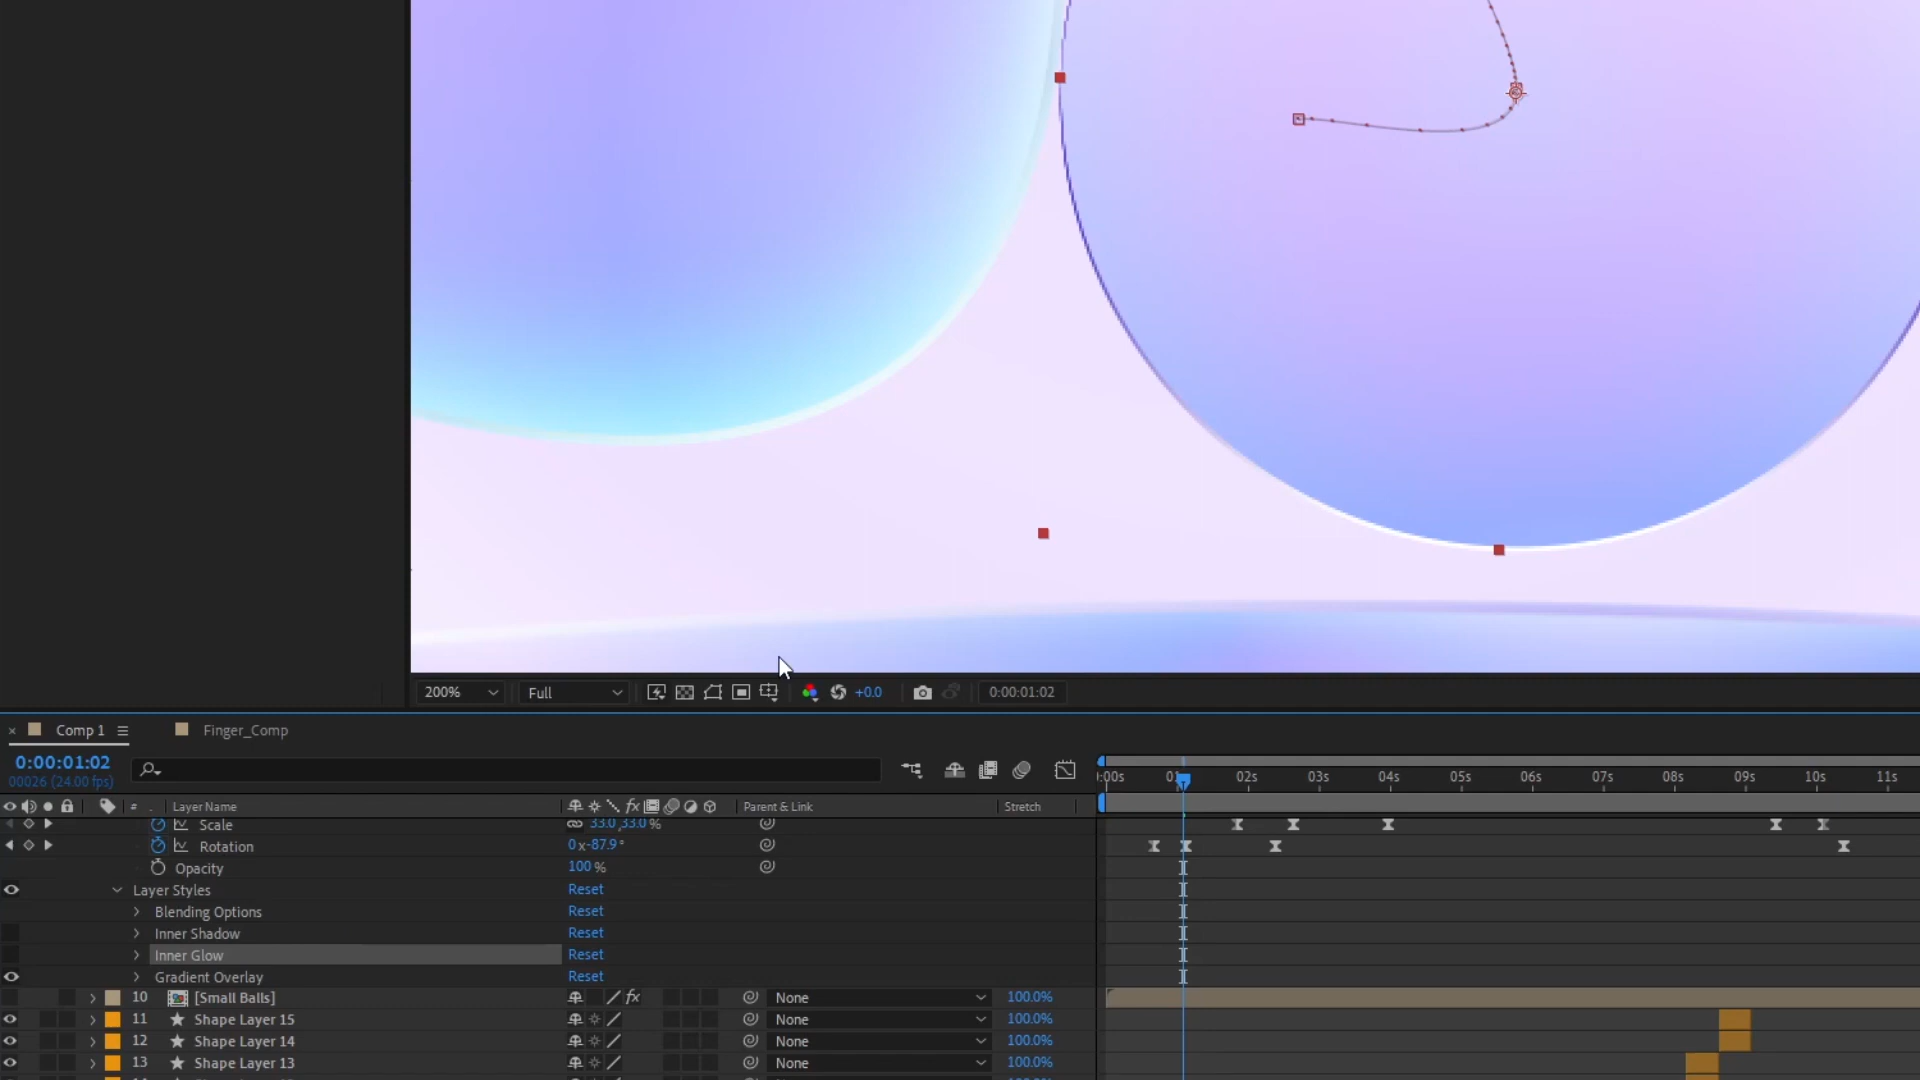 200% Full +0.0 0:00:01:02
× Comp 1 Finger_Comp
0:00:01:02
00026 (24.00 fps)
:00s 02s 03s 04s 05s 06s 07s 08s 09s 10s 11s
# . Layer Name fx Parent & Link Stretch
Scale 33.0,33.0%
Rotation 0x-87.9°
Opacity 100%
Layer Styles Reset
Blending Options Reset
Inner Shadow Reset
Inner Glow Reset
Gradient Overlay Reset
10 [Small Balls] fx None 100.0%
11 Shape Layer 15 None 100.0%
12 Shape Layer 14 None 100.0%
13 Shape Layer 13 None 100.0%